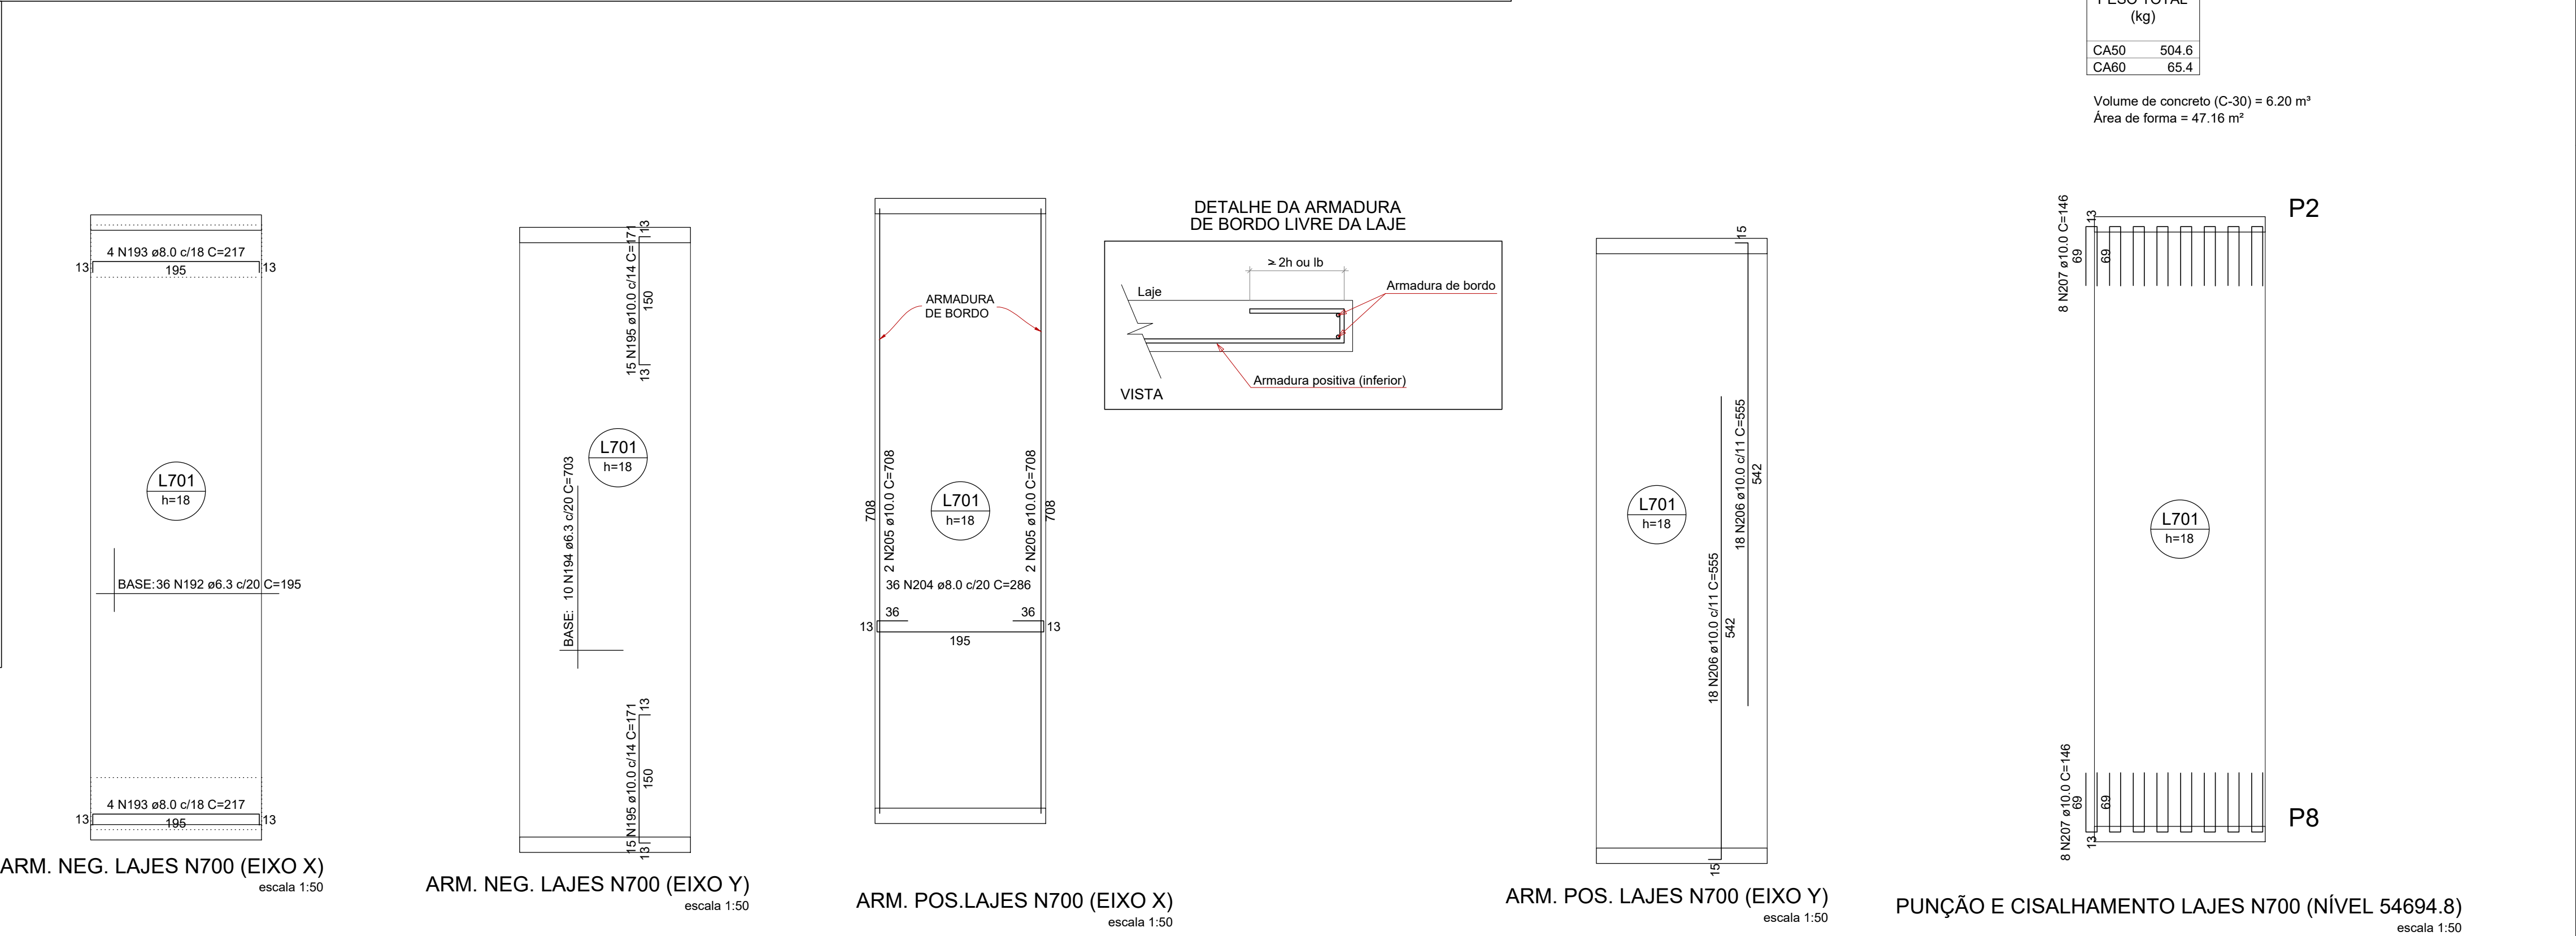 PESO TOTAL
(kg)
CA50 504.6
CA60 65.4
Volume de concreto (C-30) = 6.20 m³
Área de forma = 47.16 m²
4 N193 ø8.0 c/18 C=217
13 195 13
L701
h=18
BASE: 36 N192 ø6.3 c/20 C=195
4 N193 ø8.0 c/18 C=217
13 195 13
ARM. NEG. LAJES N700 (EIXO X)
escala 1:50
15 N195 ø10.0 c/14 C=171
13
150
13
L701
h=18
BASE: 10 N194 ø6.3 c/20 C=703
15 N195 ø10.0 c/14 C=171
13
150
13
ARM. NEG. LAJES N700 (EIXO Y)
escala 1:50
ARMADURA
DE BORDO
708
2 N205 ø10.0 C=708
L701
h=18
2 N205 ø10.0 C=708
708
36 N204 ø8.0 c/20 C=286
36 36
13 13
195
ARM. POS.LAJES N700 (EIXO X)
escala 1:50
DETALHE DA ARMADURA
DE BORDO LIVRE DA LAJE
≥ 2h ou lb
Laje
Armadura de bordo
Armadura positiva (inferior)
VISTA
15
L701
h=18
18 N206 ø10.0 c/11 C=555
542
18 N206 ø10.0 c/11 C=555
542
15
ARM. POS. LAJES N700 (EIXO Y)
escala 1:50
8 N207 ø10.0 C=146
69
13
69
P2
L701
h=18
8 N207 ø10.0 C=146
69
13
69
P8
PUNÇÃO E CISALHAMENTO LAJES N700 (NÍVEL 54694.8)
escala 1:50